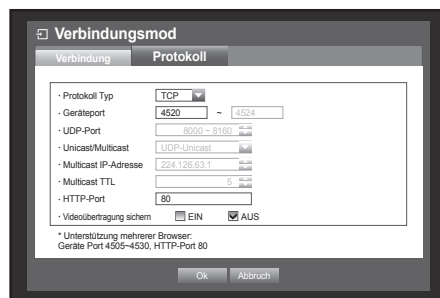 Verbindungsmod
Verbindung Protokoll
· Protokoll Typ TCP
· Geräteport 4520 ~ 4524
· UDP-Port 8000 ~ 8160
· Unicast/Multicast UDP-Unicast
· Multicast IP-Adresse 224.126.63.1
· Multicast TTL 5
· HTTP-Port 80
· Videoübertragung sichern EIN AUS
* Unterstützung mehrerer Browser:
Geräte Port 4505~4530, HTTP-Port 80
Ok Abbruch